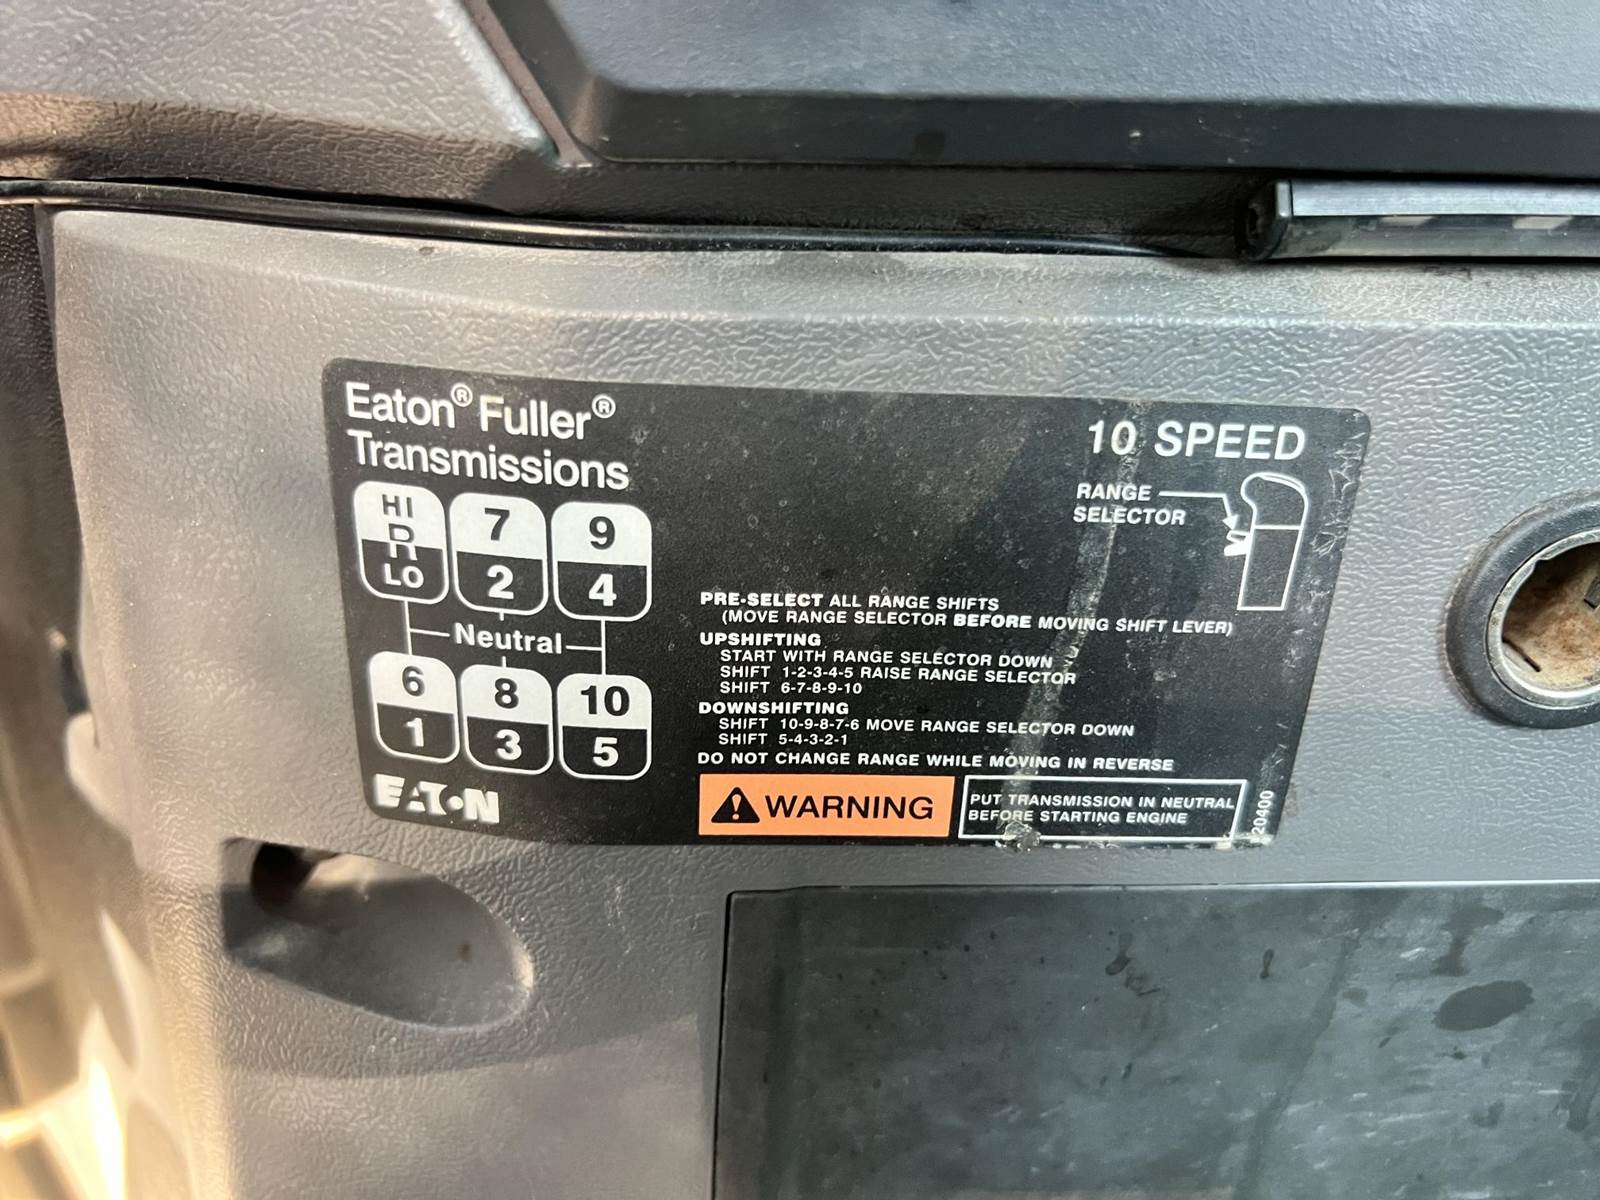 Eaton® Fuller®
Transmissions
HI
R
LO
7
2
9
4
Neutral
6
1
8
3
10
5
EATON
10 SPEED
RANGE
SELECTOR
PRE-SELECT ALL RANGE SHIFTS
(MOVE RANGE SELECTOR BEFORE MOVING SHIFT LEVER)
UPSHIFTING
START WITH RANGE SELECTOR DOWN
SHIFT 1-2-3-4-5 RAISE RANGE SELECTOR
SHIFT 6-7-8-9-10
DOWNSHIFTING
SHIFT 10-9-8-7-6 MOVE RANGE SELECTOR DOWN
SHIFT 5-4-3-2-1
DO NOT CHANGE RANGE WHILE MOVING IN REVERSE
WARNING
PUT TRANSMISSION IN NEUTRAL
BEFORE STARTING ENGINE